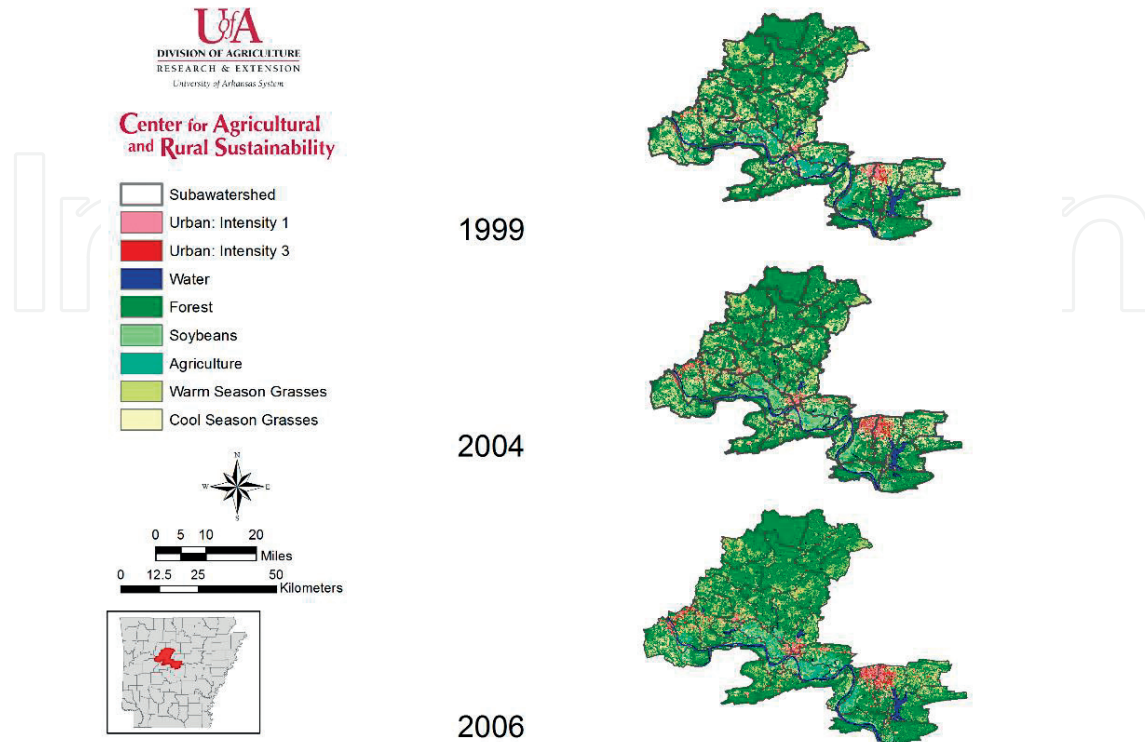 UofA
DIVISION OF AGRICULTURE
RESEARCH & EXTENSION
University of Arkansas System
Center for Agricultural
and Rural Sustainability
Subawatershed
Urban: Intensity 1
Urban: Intensity 3
Water
Forest
Soybeans
Agriculture
Warm Season Grasses
Cool Season Grasses
N
W E
S
0 5 10 20
Miles
0 12.5 25 50
Kilometers
1999
2004
2006